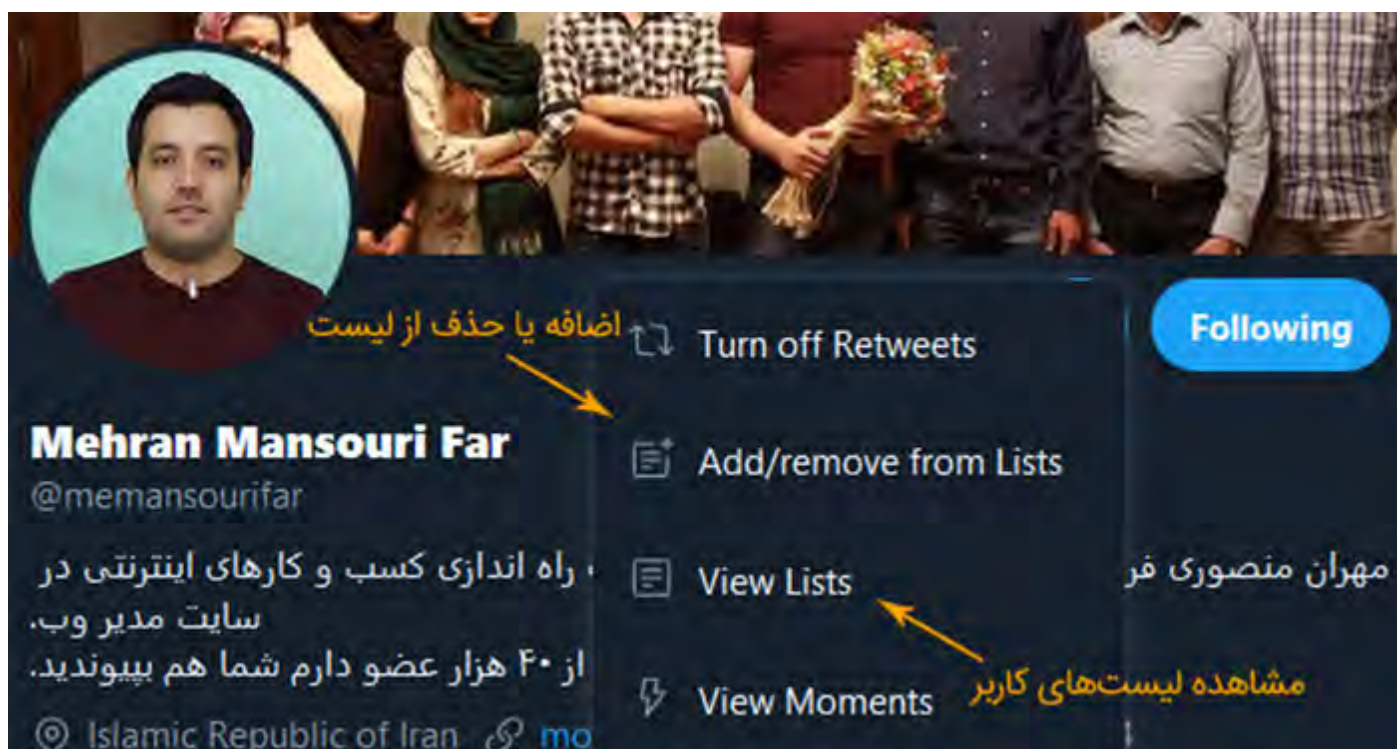 اضافه یا حذف از لیست
Turn off Retweets
Following
Mehran Mansouri Far
@memansourifar
Add/remove from Lists
مهران منصوری فر
راه اندازی کسب و کارهای اینترنتی در
سایت مدیر وب.
View Lists
از ۴۰ هزار عضو دارم شما هم بپیوندید.
مشاهده لیست‌های کاربر
View Moments
Islamic Republic of Iran
mo